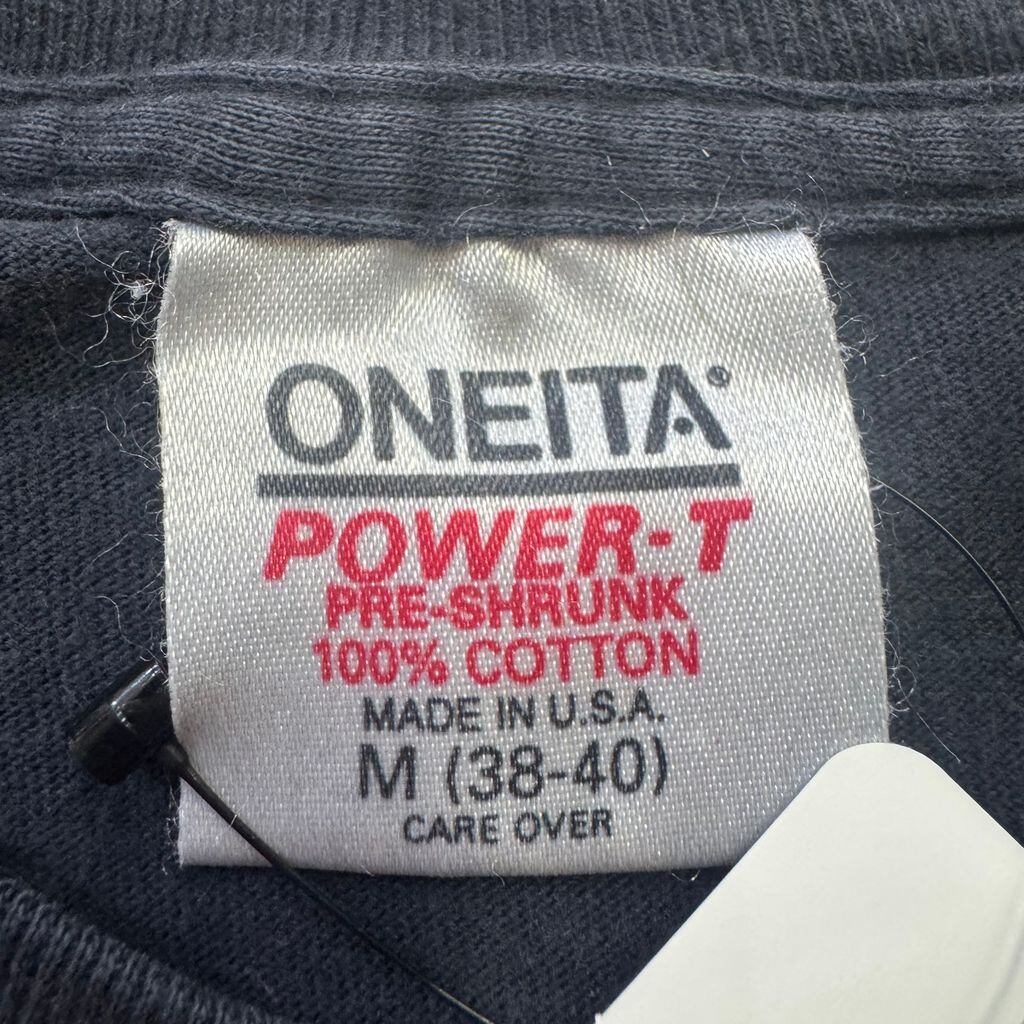 ONEITA®
POWER-T
PRE-SHRUNK
100% COTTON
MADE IN U.S.A.
M (38-40)
CARE OVER